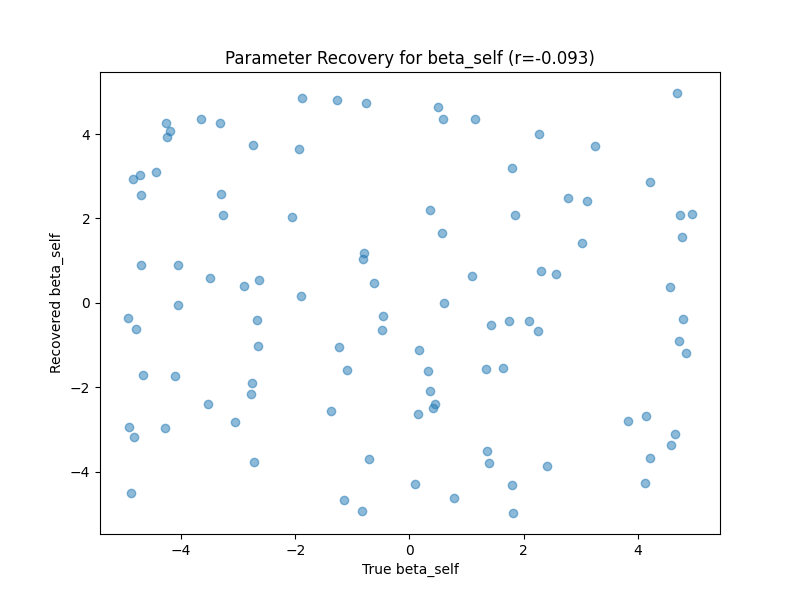 Parameter Recovery for beta_self (r=-0.093)
4
2
0
−2
−4
Recovered beta_self
−4 −2 0 2 4
True beta_self